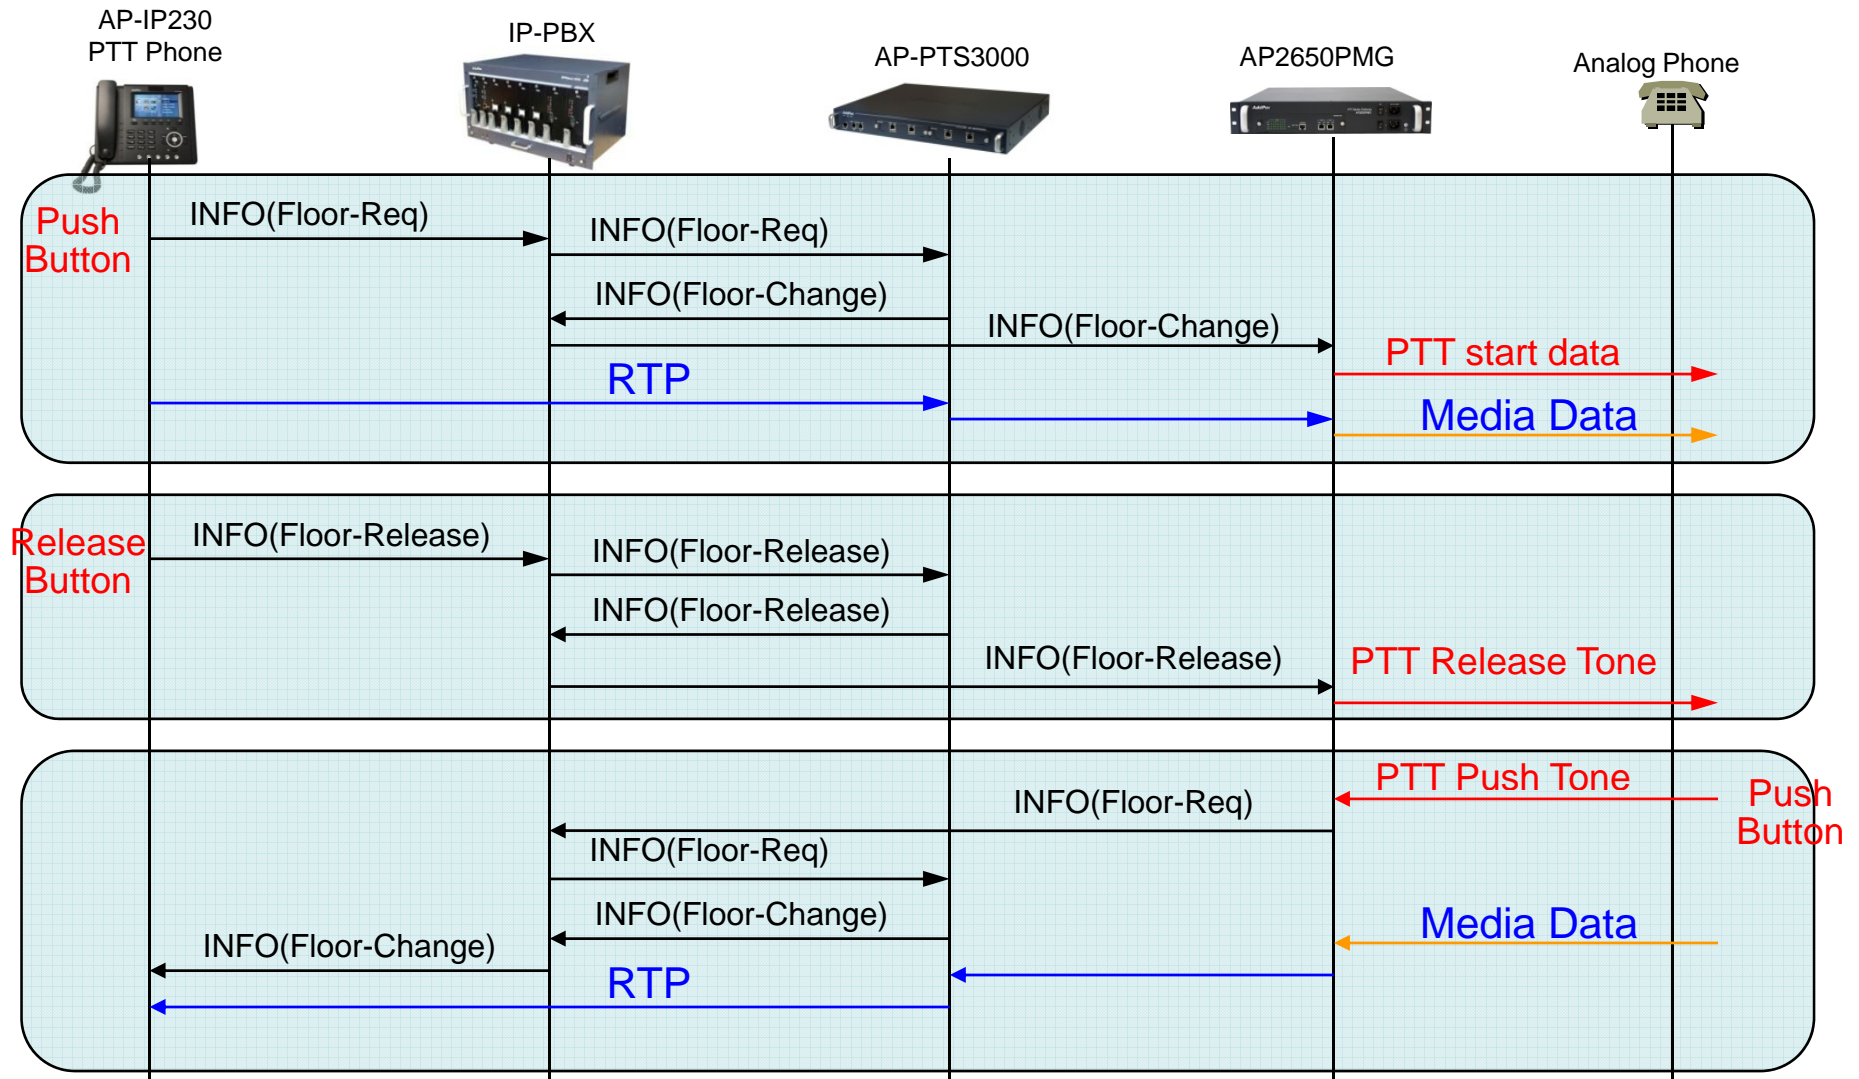 AP-IP230
PTT Phone
IP-PBX
AP-PTS3000
AP2650PMG
Analog Phone
Push
Button
INFO(Floor-Req)
INFO(Floor-Req)
INFO(Floor-Change)
INFO(Floor-Change)
PTT start data
RTP
Media Data
Release
Button
INFO(Floor-Release)
INFO(Floor-Release)
INFO(Floor-Release)
INFO(Floor-Release)
PTT Release Tone
PTT Push Tone
Push
Button
INFO(Floor-Req)
INFO(Floor-Req)
INFO(Floor-Change)
Media Data
INFO(Floor-Change)
RTP